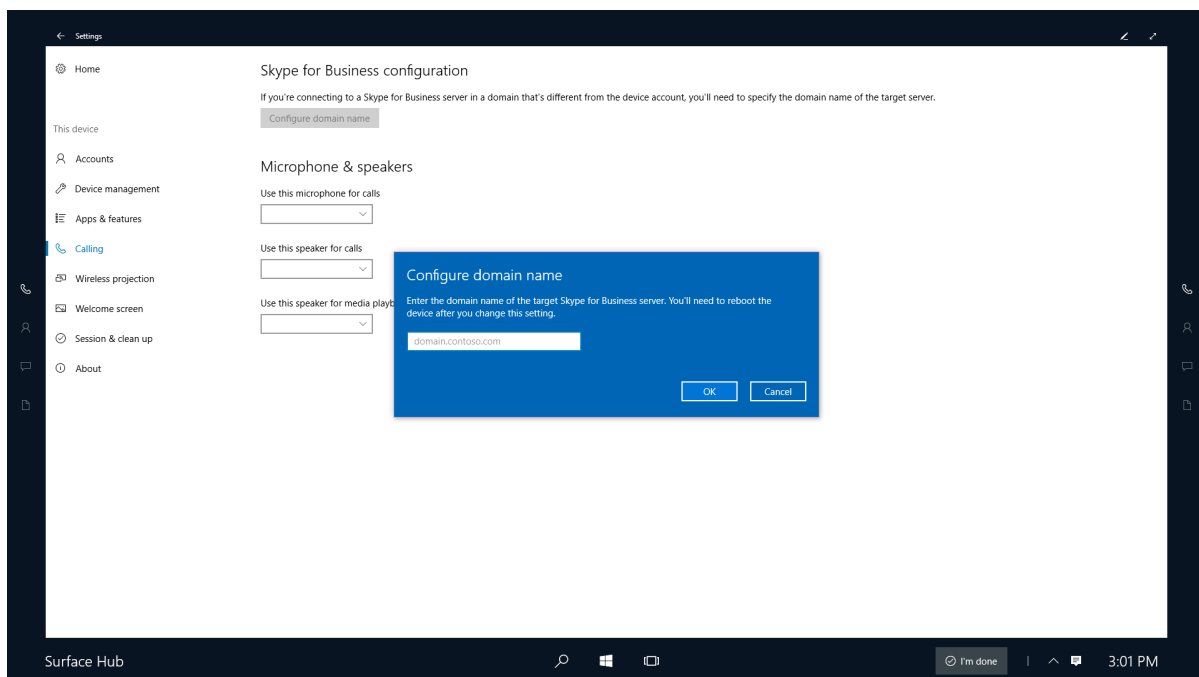 Settings
Home
This device
Accounts
Device management
Apps & features
Calling
Wireless projection
Welcome screen
Session & clean up
About
Skype for Business configuration
If you're connecting to a Skype for Business server in a domain that's different from the device account, you'll need to specify the domain name of the target server.
Configure domain name
Microphone & speakers
Use this microphone for calls
Use this speaker for calls
Use this speaker for media playb
Configure domain name
Enter the domain name of the target Skype for Business server. You'll need to reboot the
device after you change this setting.
domain.contoso.com
OK Cancel
Surface Hub
I'm done
3:01 PM